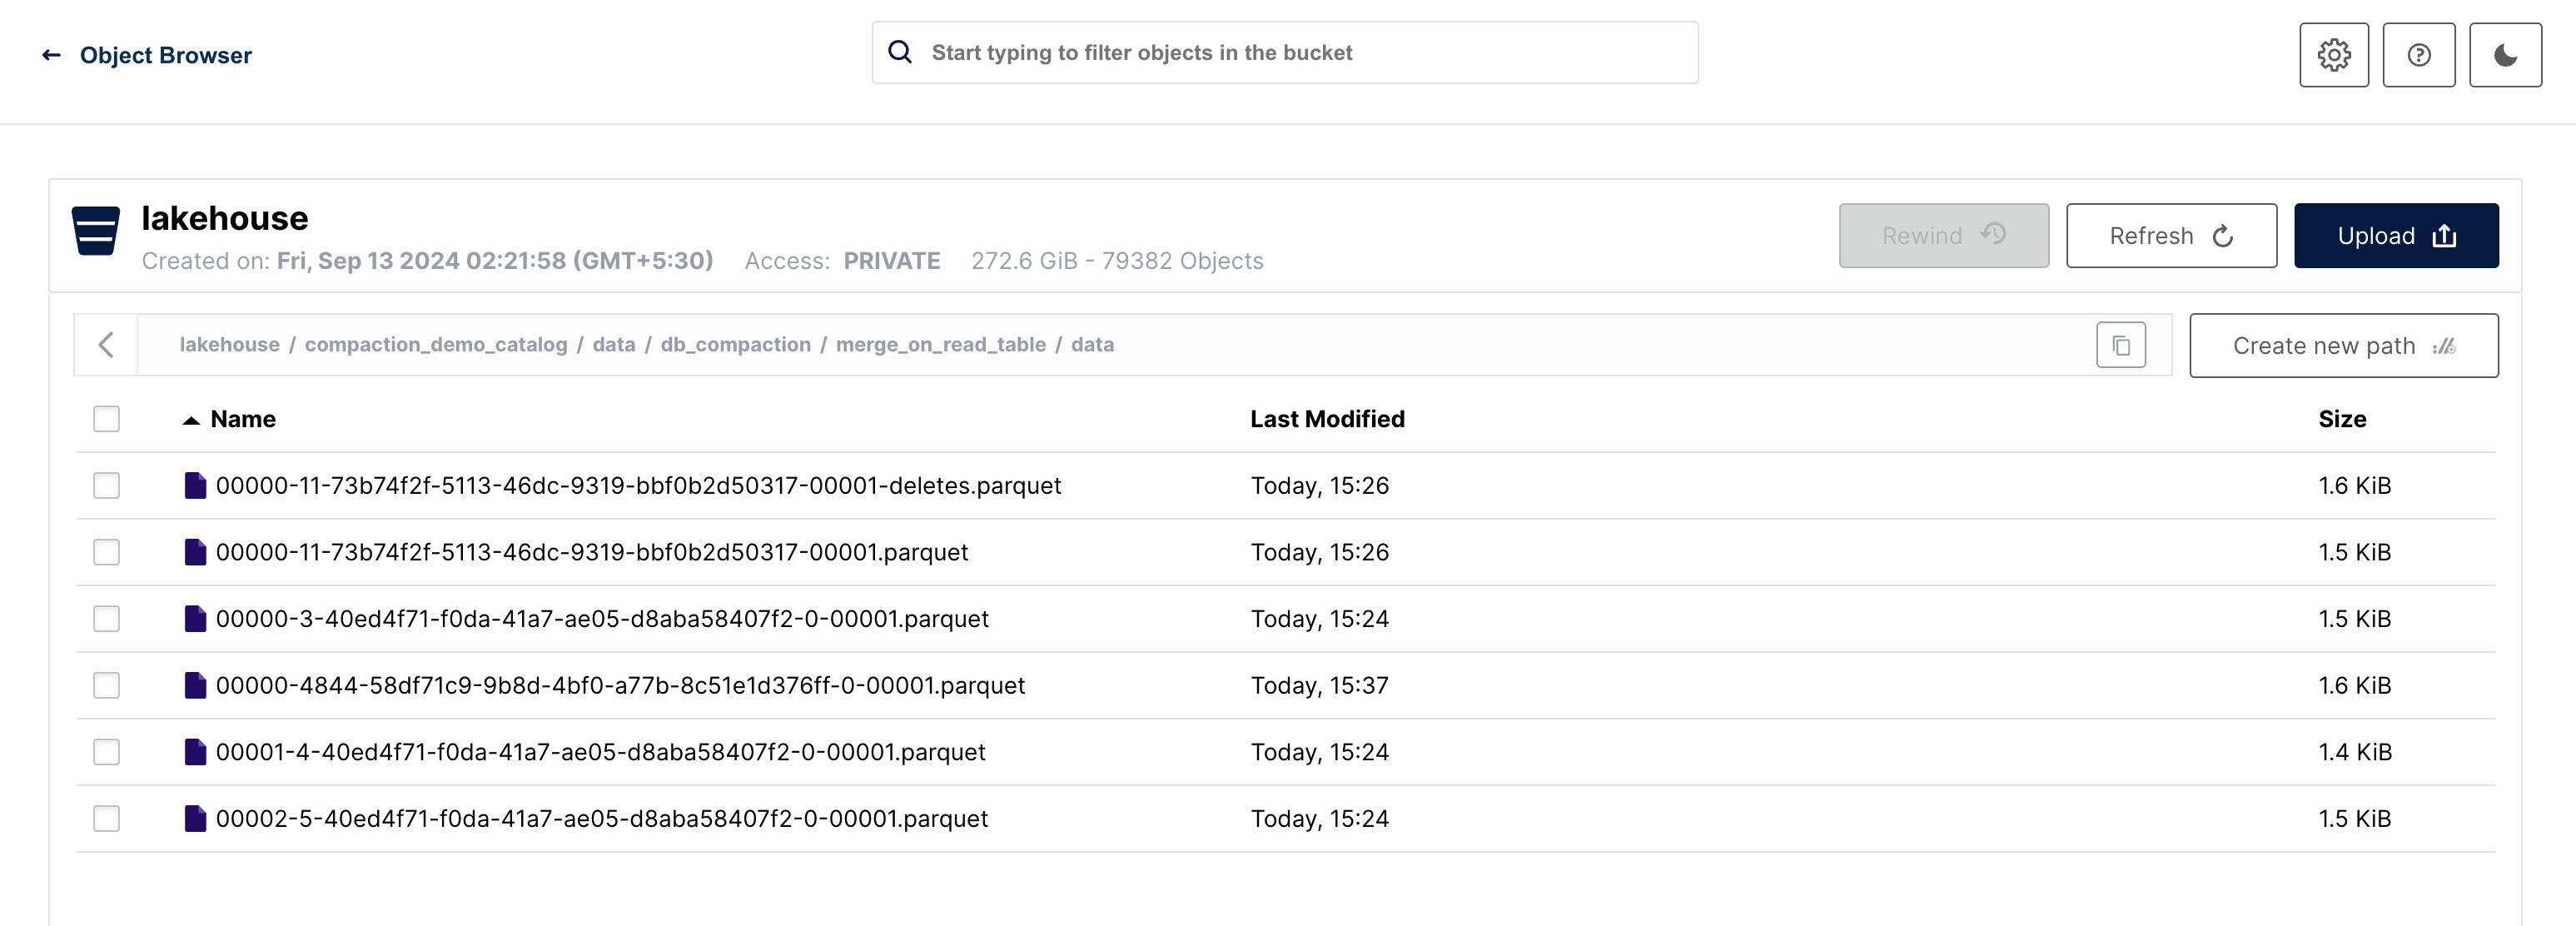 Object Browser
Start typing to filter objects in the bucket
lakehouse
Created on: Fri, Sep 13 2024 02:21:58 (GMT+5:30) Access: PRIVATE 272.6 GiB - 79382 Objects
Rewind
Refresh
Upload
lakehouse / compaction_demo_catalog / data / db_compaction / merge_on_read_table / data
Create new path
Name Last Modified Size
00000-11-73b74f2f-5113-46dc-9319-bbf0b2d50317-00001-deletes.parquet Today, 15:26 1.6 KiB
00000-11-73b74f2f-5113-46dc-9319-bbf0b2d50317-00001.parquet Today, 15:26 1.5 KiB
00000-3-40ed4f71-f0da-41a7-ae05-d8aba58407f2-0-00001.parquet Today, 15:24 1.5 KiB
00000-4844-58df71c9-9b8d-4bf0-a77b-8c51e1d376ff-0-00001.parquet Today, 15:37 1.6 KiB
00001-4-40ed4f71-f0da-41a7-ae05-d8aba58407f2-0-00001.parquet Today, 15:24 1.4 KiB
00002-5-40ed4f71-f0da-41a7-ae05-d8aba58407f2-0-00001.parquet Today, 15:24 1.5 KiB